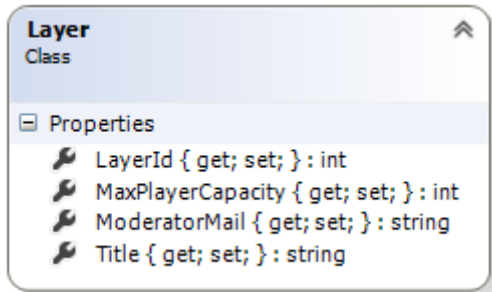 Layer
Class
Properties
LayerId { get; set; } : int
MaxPlayerCapacity { get; set; } : int
ModeratorMail { get; set; } : string
Title { get; set; } : string